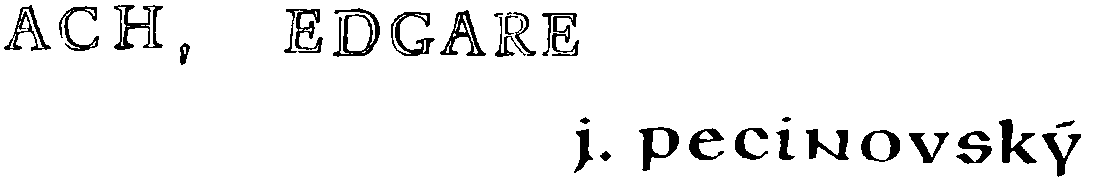 ACH, EDGARE
j. pecinovský